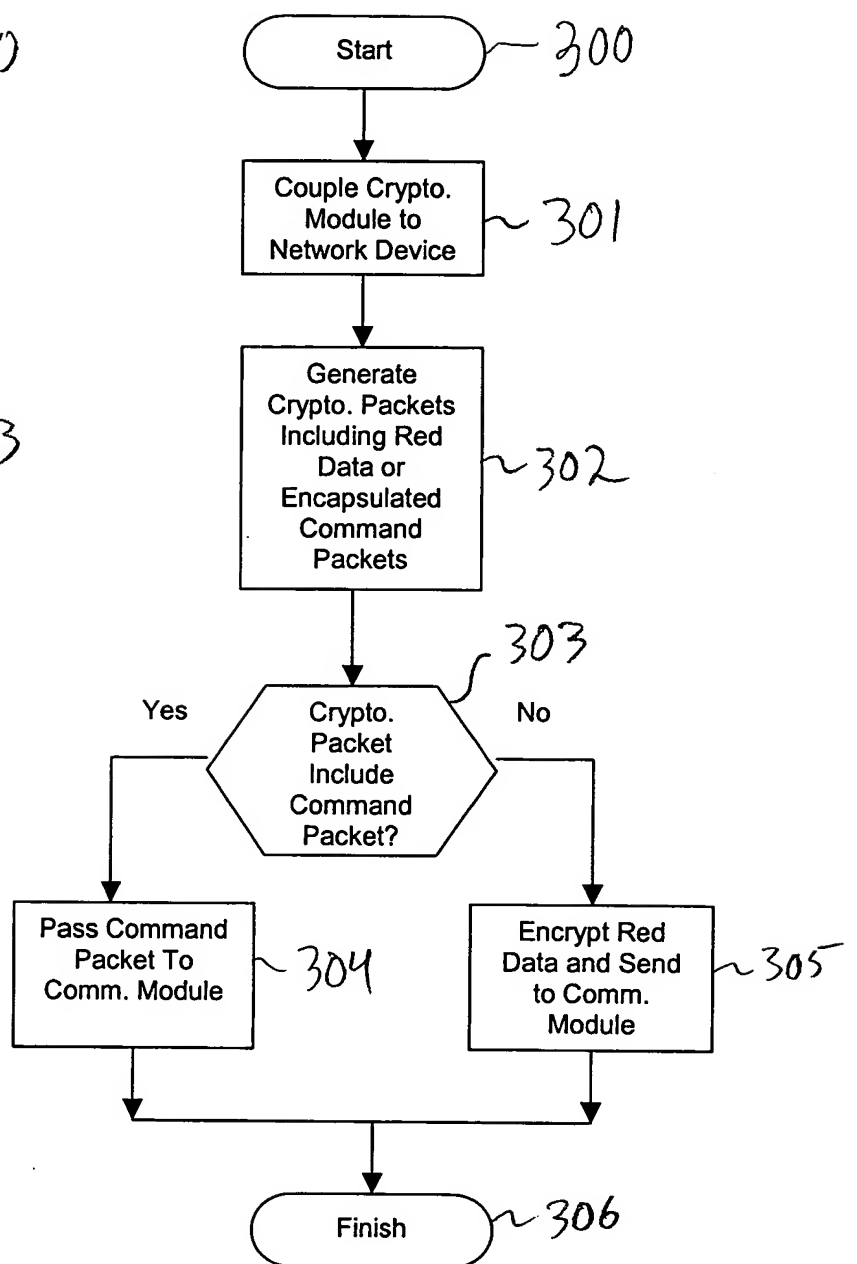 Start
300
Couple Crypto.
Module to
Network Device
301
Generate
Crypto. Packets
Including Red
Data or
Encapsulated
Command
Packets
302
303
Yes
No
Crypto.
Packet
Include
Command
Packet?
Pass Command
Packet To
Comm. Module
304
Encrypt Red
Data and Send
to Comm.
Module
305
Finish
306